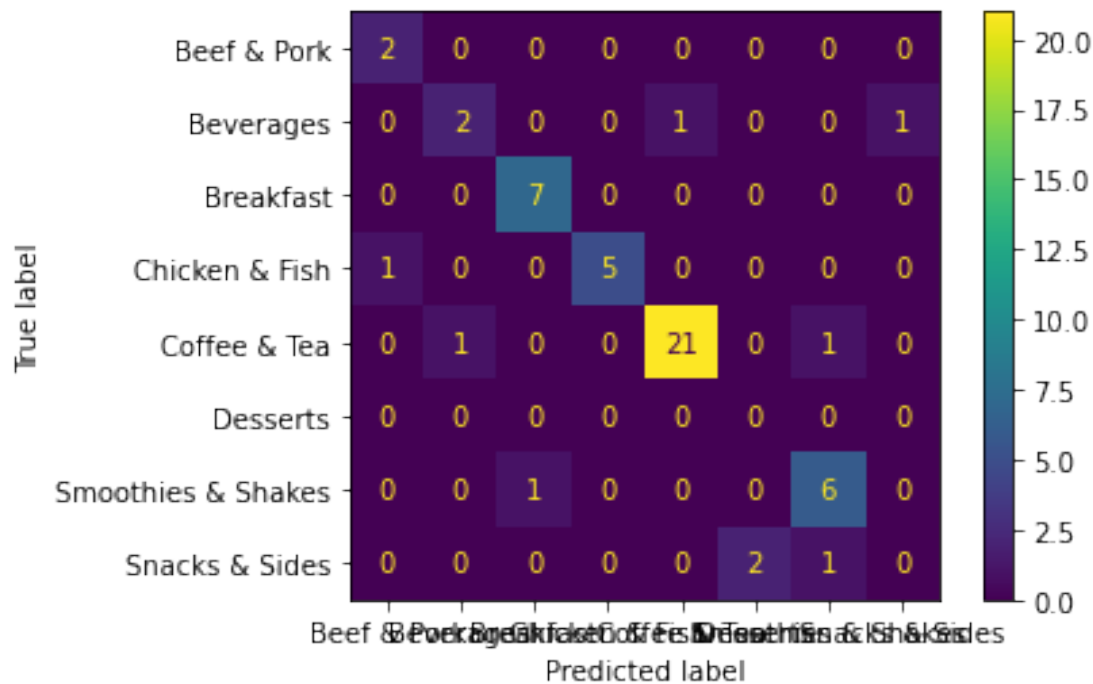 Beef & Pork 2 0 0 0 0 0 0 0
Beverages 0 2 0 0 1 0 0 1
Breakfast 0 0 7 0 0 0 0 0
Chicken & Fish 1 0 0 5 0 0 0 0
Coffee & Tea 0 1 0 0 21 0 1 0
Desserts 0 0 0 0 0 0 0 0
Smoothies & Shakes 0 0 1 0 0 0 6 0
Snacks & Sides 0 0 0 0 0 2 1 0
True label
Beef & Pork Beverages Breakfast
Predicted label
20.0
17.5
15.0
12.5
10.0
7.5
5.0
2.5
0.0